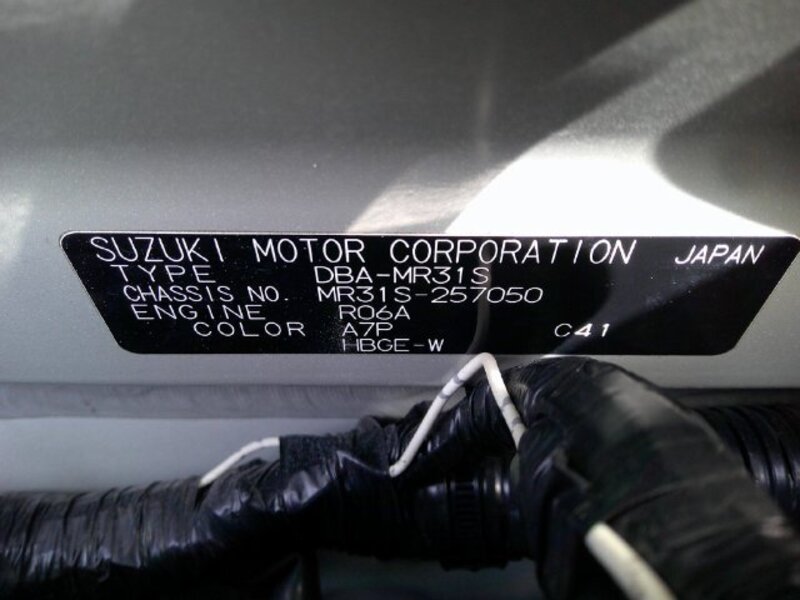 SUZUKI MOTOR CORPORATION JAPAN
TYPE DBA-MR31S
CHASSIS NO. MR31S-257050
ENGINE R06A
COLOR A7P C41
HBGE-W